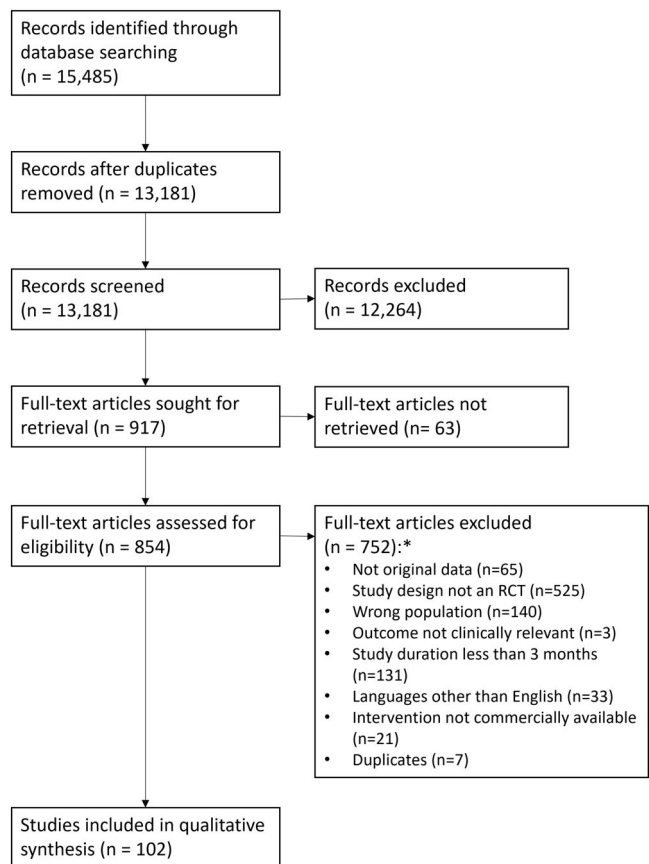 Records identified through
database searching
(n = 15,485)
Records after duplicates
removed (n = 13,181)
Records screened
(n = 13,181)
Records excluded
(n = 12,264)
Full-text articles sought for
retrieval (n = 917)
Full-text articles not
retrieved (n= 63)
Full-text articles assessed for
eligibility (n = 854)
Full-text articles excluded
(n = 752):*
• Not original data (n=65)
• Study design not an RCT (n=525)
• Wrong population (n=140)
• Outcome not clinically relevant (n=3)
• Study duration less than 3 months
(n=131)
• Languages other than English (n=33)
• Intervention not commercially available
(n=21)
• Duplicates (n=7)
Studies included in qualitative
synthesis (n = 102)